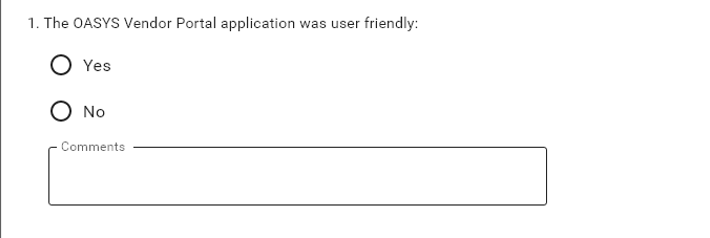 1. The OASYS Vendor Portal application was user friendly:
Yes
No
Comments